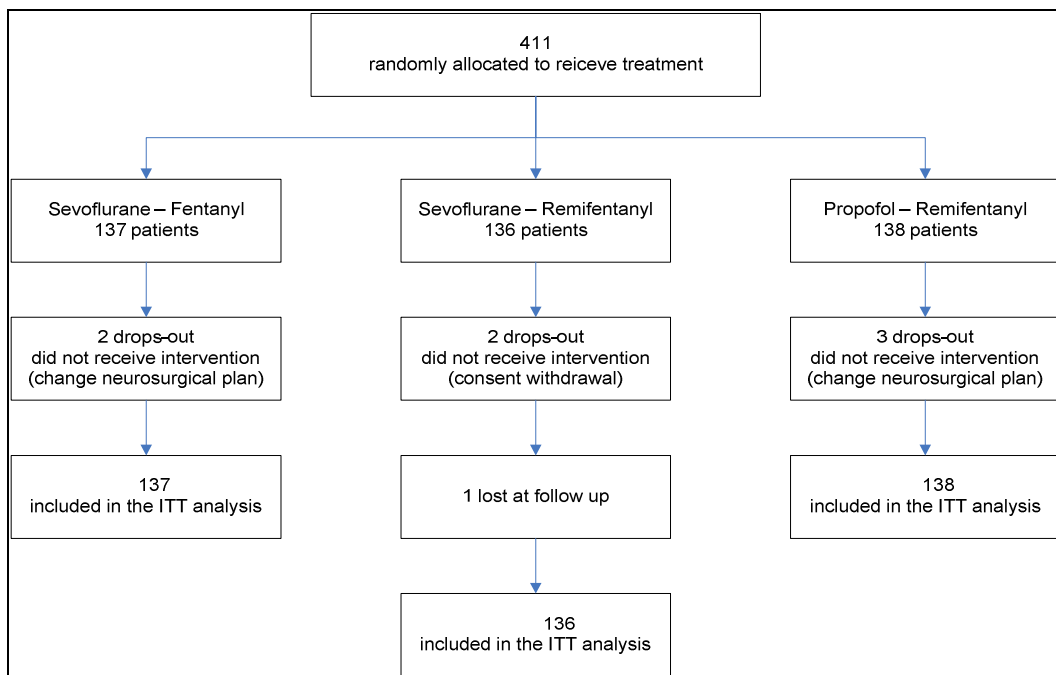 411
randomly allocated to reiceve treatment
Sevoflurane – Fentanyl
137 patients
Sevoflurane – Remifentanyl
136 patients
Propofol – Remifentanyl
138 patients
2 drops-out
did not receive intervention
(change neurosurgical plan)
2 drops-out
did not receive intervention
(consent withdrawal)
3 drops-out
did not receive intervention
(change neurosurgical plan)
137
included in the ITT analysis
1 lost at follow up
138
included in the ITT analysis
136
included in the ITT analysis